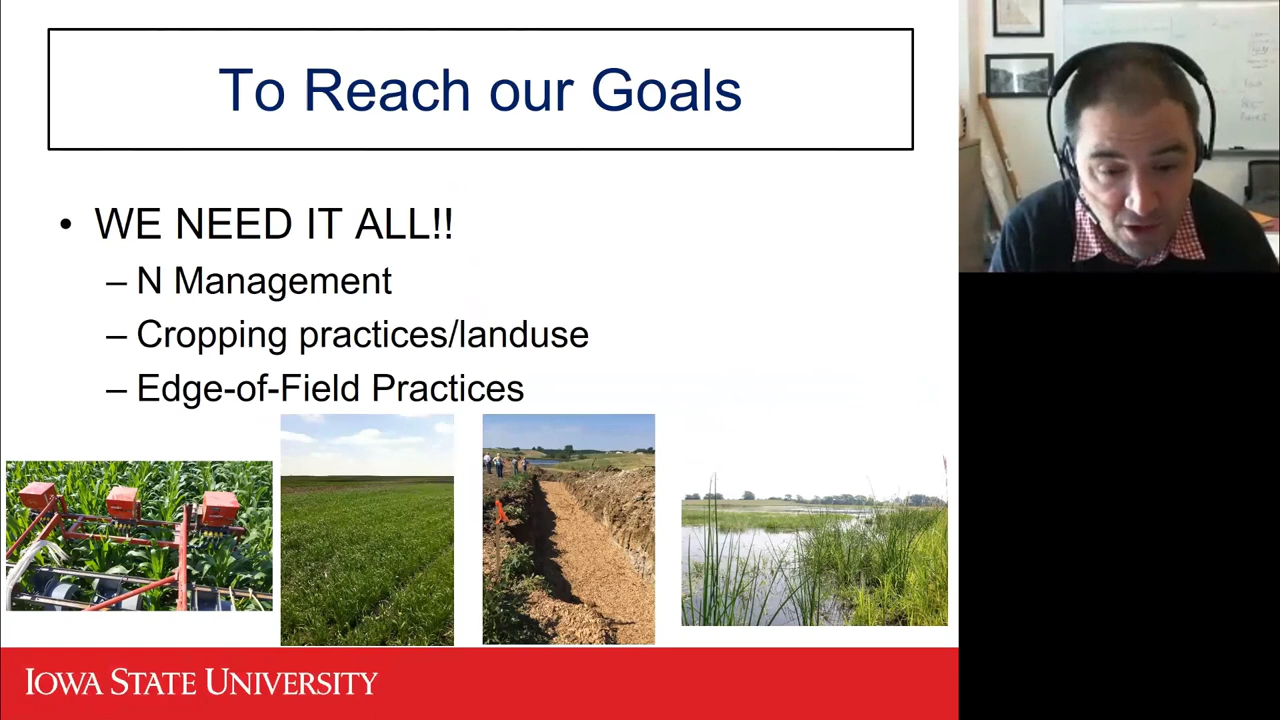 To Reach our Goals
• WE NEED IT ALL!!
– N Management
– Cropping practices/landuse
– Edge-of-Field Practices
IOWA STATE UNIVERSITY